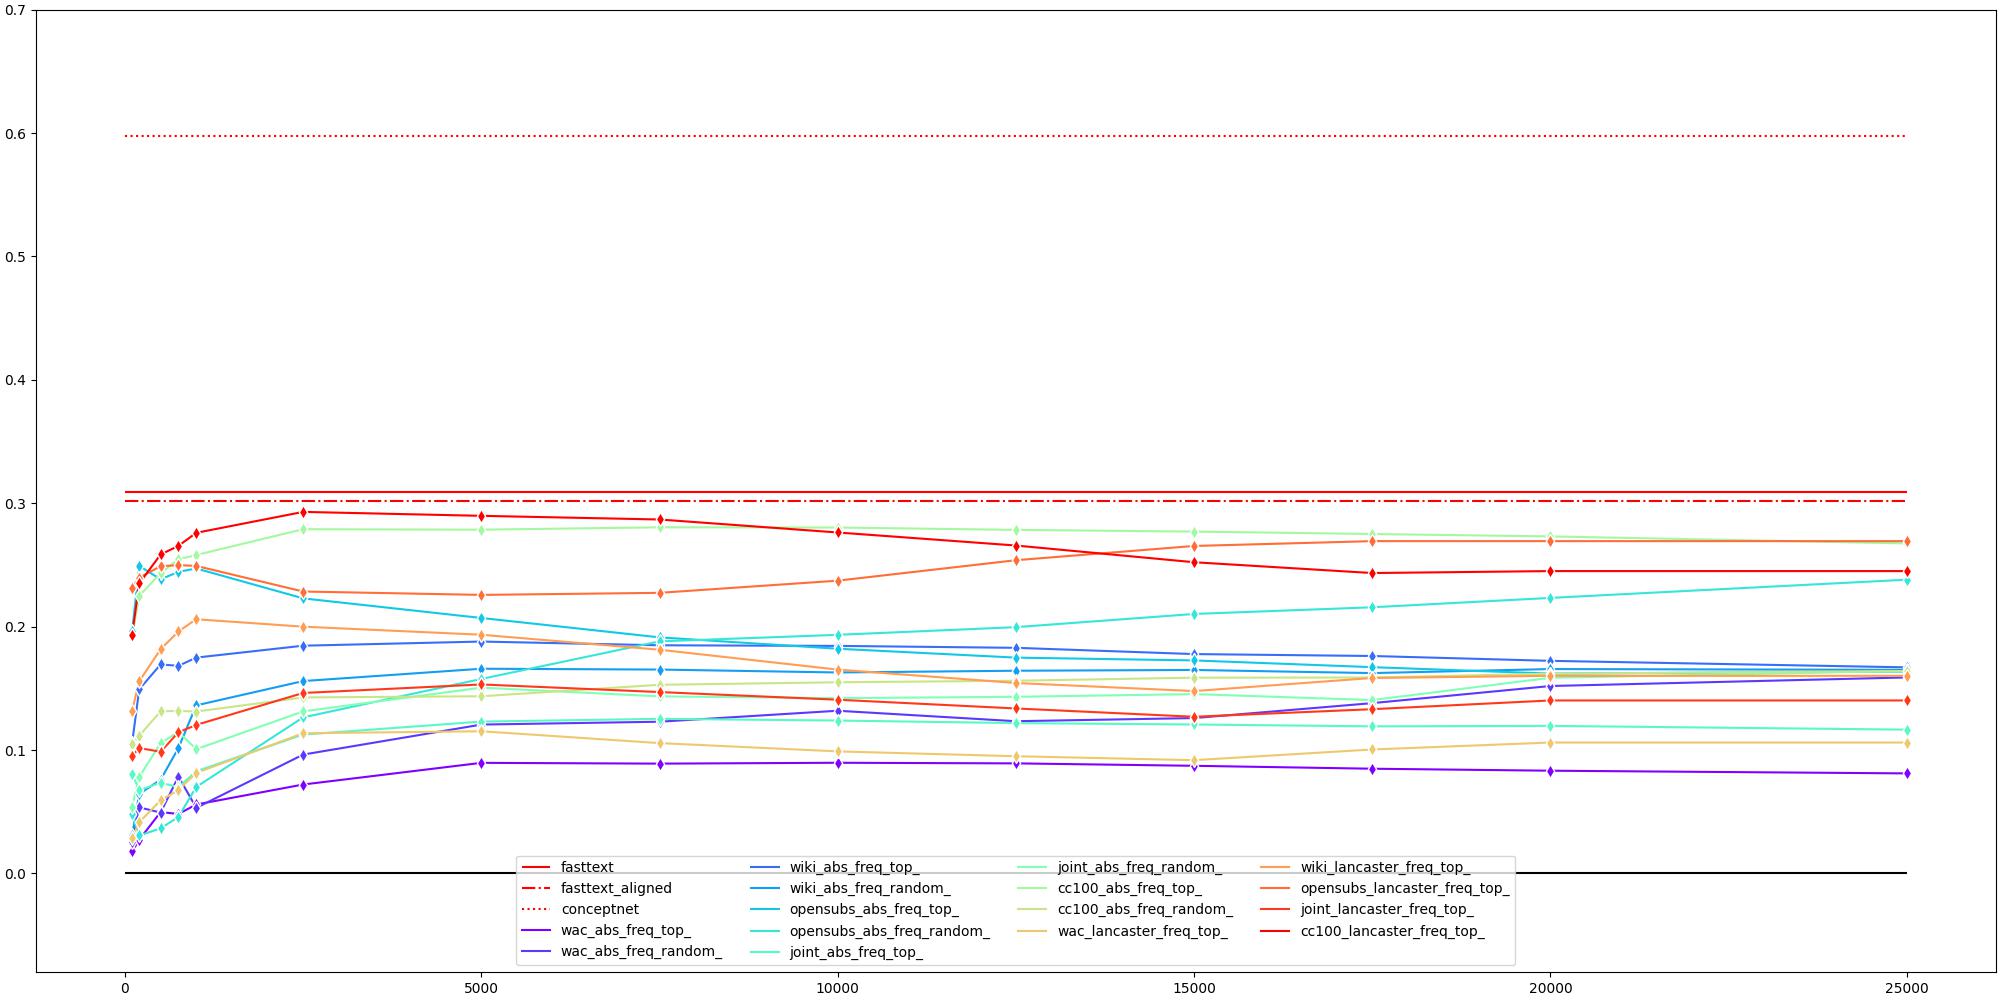 0.7
0.6
0.5
0.4
0.3
0.2
0.1
0.0
fasttext
fasttext_aligned
conceptnet
wac_abs_freq_top_
wac_abs_freq_random_
wiki_abs_freq_top_
wiki_abs_freq_random_
opensubs_abs_freq_top_
opensubs_abs_freq_random_
joint_abs_freq_top_
joint_abs_freq_random_
cc100_abs_freq_top_
cc100_abs_freq_random_
wac_lancaster_freq_top_
wiki_lancaster_freq_top_
opensubs_lancaster_freq_top_
joint_lancaster_freq_top_
cc100_lancaster_freq_top_
0 5000 10000 15000 20000 25000